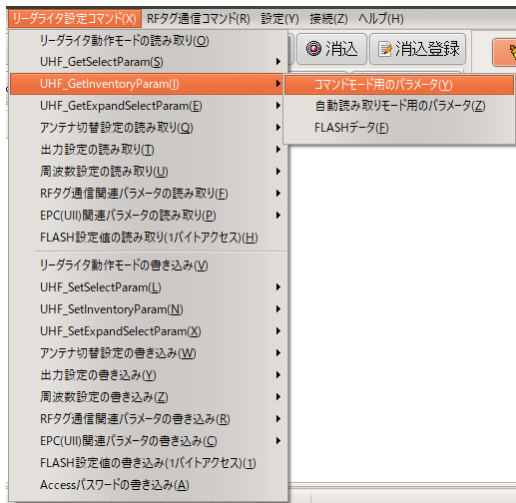 リーダライタ設定コマンド(X) RFタグ通信コマンド(R) 設定(Y) 接続(Z) ヘルプ(H)
消込 消込登録
リーダライタ動作モードの読み取り(O)
UHF_GetSelectParam(S)
UHF_GetInventoryParam(I)
コマンドモード用のパラメータ(Y)
自動読み取りモード用のパラメータ(Z)
FLASHデータ(F)
UHF_GetExpandSelectParam(E)
アンテナ切替設定の読み取り(Q)
出力設定の読み取り(T)
周波数設定の読み取り(U)
RFタグ通信関連パラメータの読み取り(F)
EPC(UII)関連パラメータの読み取り(P)
FLASH設定値の読み取り(1バイトアクセス)(H)
リーダライタ動作モードの書き込み(V)
UHF_SetSelectParam(L)
UHF_SetInventoryParam(N)
UHF_SetExpandSelectParam(X)
アンテナ切替設定の書き込み(W)
出力設定の書き込み(Y)
周波数設定の書き込み(Z)
RFタグ通信関連パラメータの書き込み(R)
EPC(UII)関連パラメータの書き込み(C)
FLASH設定値の書き込み(1バイトアクセス)(1)
Accessパスワードの書き込み(A)